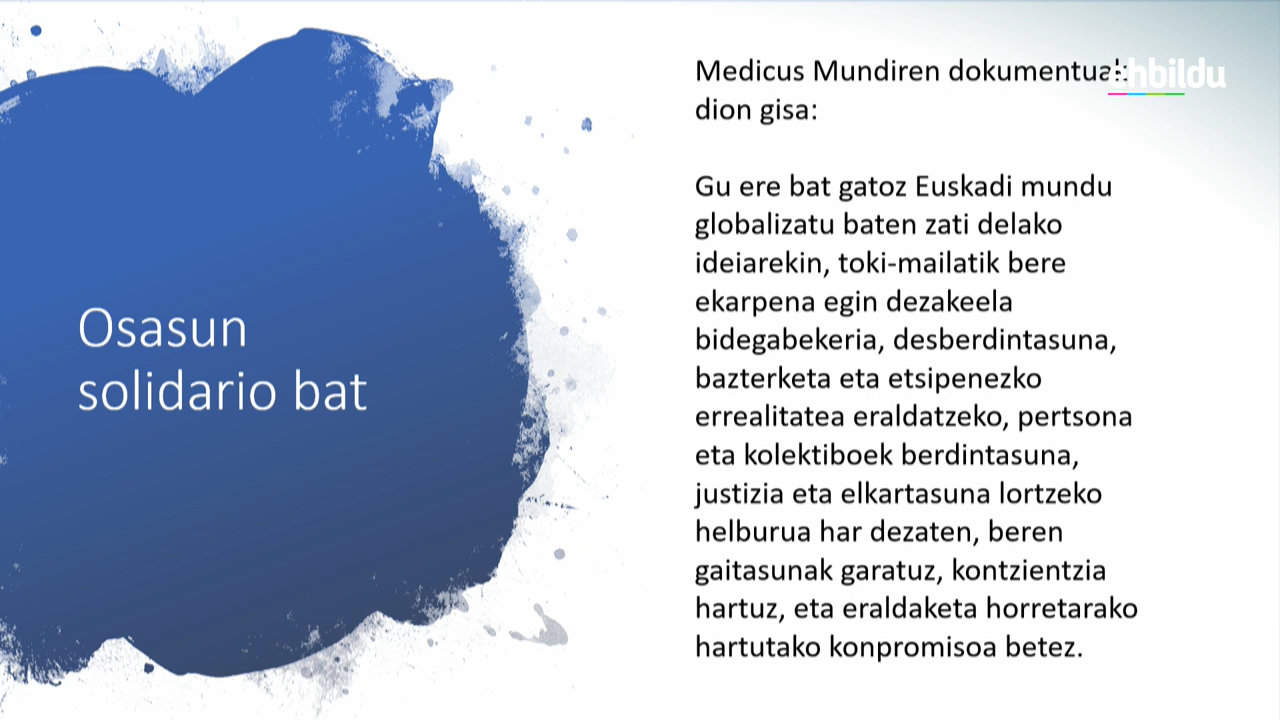 Osasun
solidario bat
Medicus Mundiren dokumentuak
dion gisa:
Gu ere bat gatoz Euskadi mundu
globalizatu baten zati delako
ideiarekin, toki-mailatik bere
ekarpena egin dezakeela
bidegabekeria, desberdintasuna,
bazterketa eta etsipenezko
errealitatea eraldatzeko, pertsona
eta kolektiboek berdintasuna,
justizia eta elkartasuna lortzeko
helburua har dezaten, beren
gaitasunak garatuz, kontzientzia
hartuz, eta eraldaketa horretarako
hartutako konpromisoa betez.
ehbildu